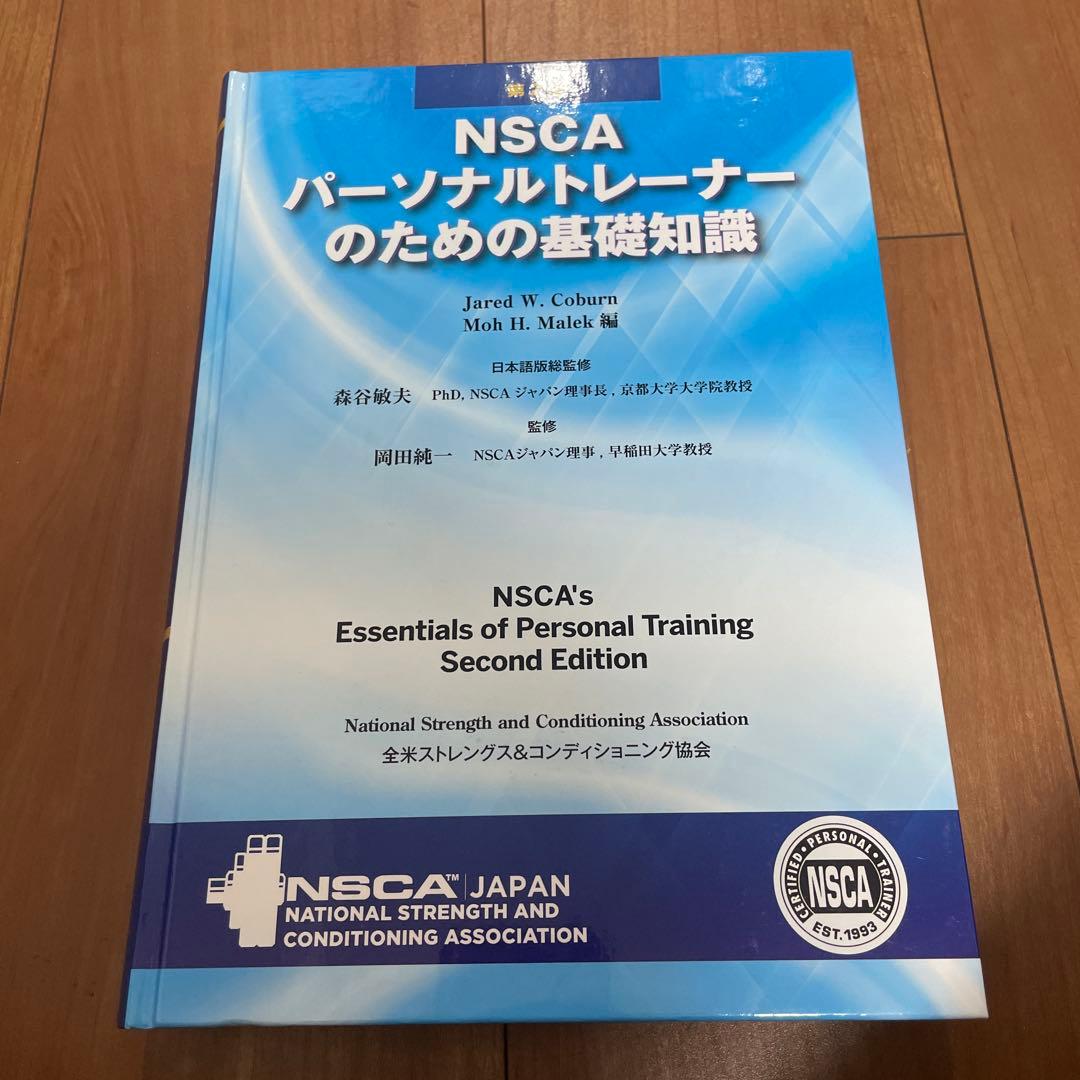 第2版
NSCA
パーソナルトレーナー
のための基礎知識
Jared W. Coburn
Moh H. Malek 編
日本語版総監修
森谷敏夫 PhD, NSCA ジャパン理事長, 京都大学大学院教授
監修
岡田純一 NSCAジャパン理事, 早稲田大学教授
NSCA's
Essentials of Personal Training
Second Edition
National Strength and Conditioning Association
全米ストレングス&コンディショニング協会
NSCA™ JAPAN
NATIONAL STRENGTH AND
CONDITIONING ASSOCIATION
CERTIFIED・PERSONAL・TRAINER
NSCA
EST. 1993